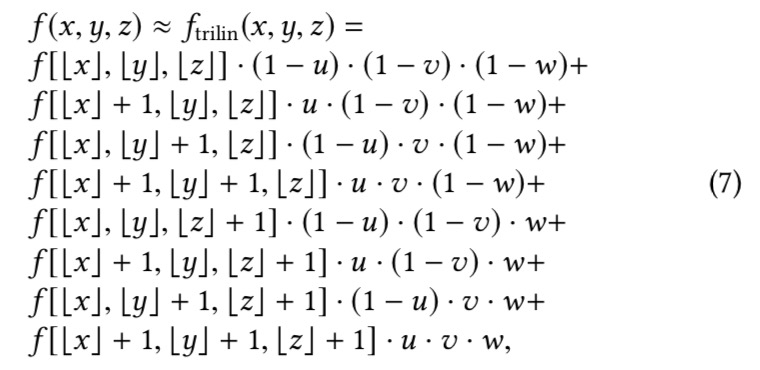 f(x, y, z) ≈ f_trilin(x, y, z) =
f[⌊x⌋, ⌊y⌋, ⌊z⌋] · (1 − u) · (1 − v) · (1 − w)+
f[⌊x⌋ + 1, ⌊y⌋, ⌊z⌋] · u · (1 − v) · (1 − w)+
f[⌊x⌋, ⌊y⌋ + 1, ⌊z⌋] · (1 − u) · v · (1 − w)+
f[⌊x⌋ + 1, ⌊y⌋ + 1, ⌊z⌋] · u · v · (1 − w)+ (7)
f[⌊x⌋, ⌊y⌋, ⌊z⌋ + 1] · (1 − u) · (1 − v) · w+
f[⌊x⌋ + 1, ⌊y⌋, ⌊z⌋ + 1] · u · (1 − v) · w+
f[⌊x⌋, ⌊y⌋ + 1, ⌊z⌋ + 1] · (1 − u) · v · w+
f[⌊x⌋ + 1, ⌊y⌋ + 1, ⌊z⌋ + 1] · u · v · w,